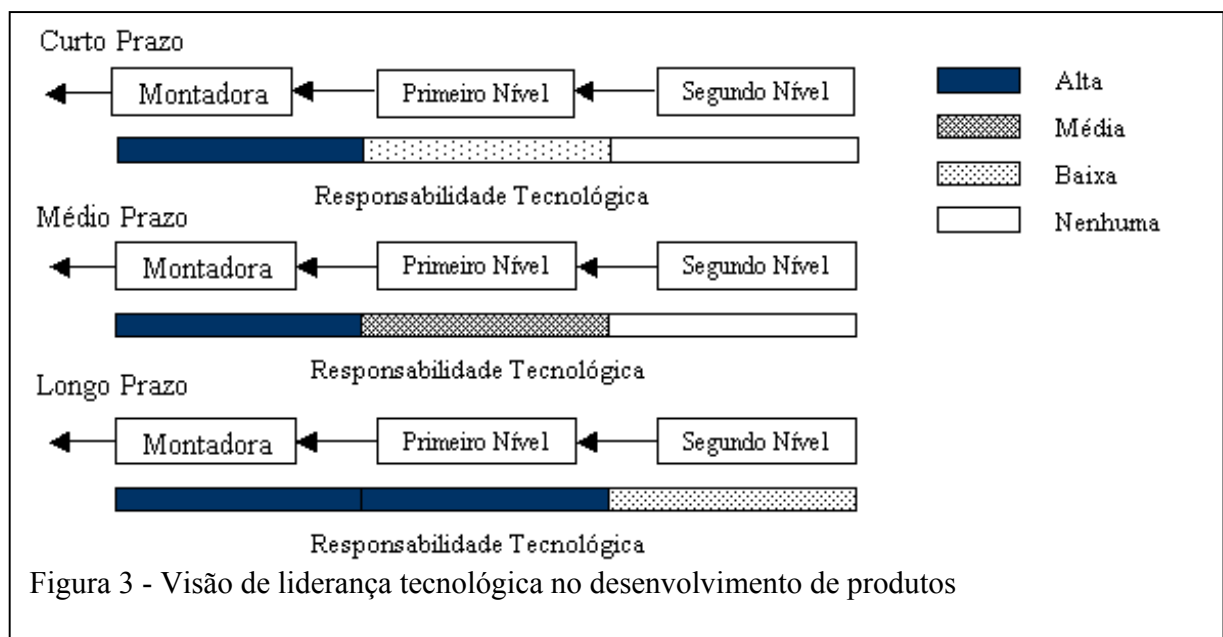 Curto Prazo
Montadora Primeiro Nível Segundo Nível
Responsabilidade Tecnológica
Médio Prazo
Montadora Primeiro Nível Segundo Nível
Responsabilidade Tecnológica
Longo Prazo
Montadora Primeiro Nível Segundo Nível
Responsabilidade Tecnológica
Alta
Média
Baixa
Nenhuma
Figura 3 - Visão de liderança tecnológica no desenvolvimento de produtos